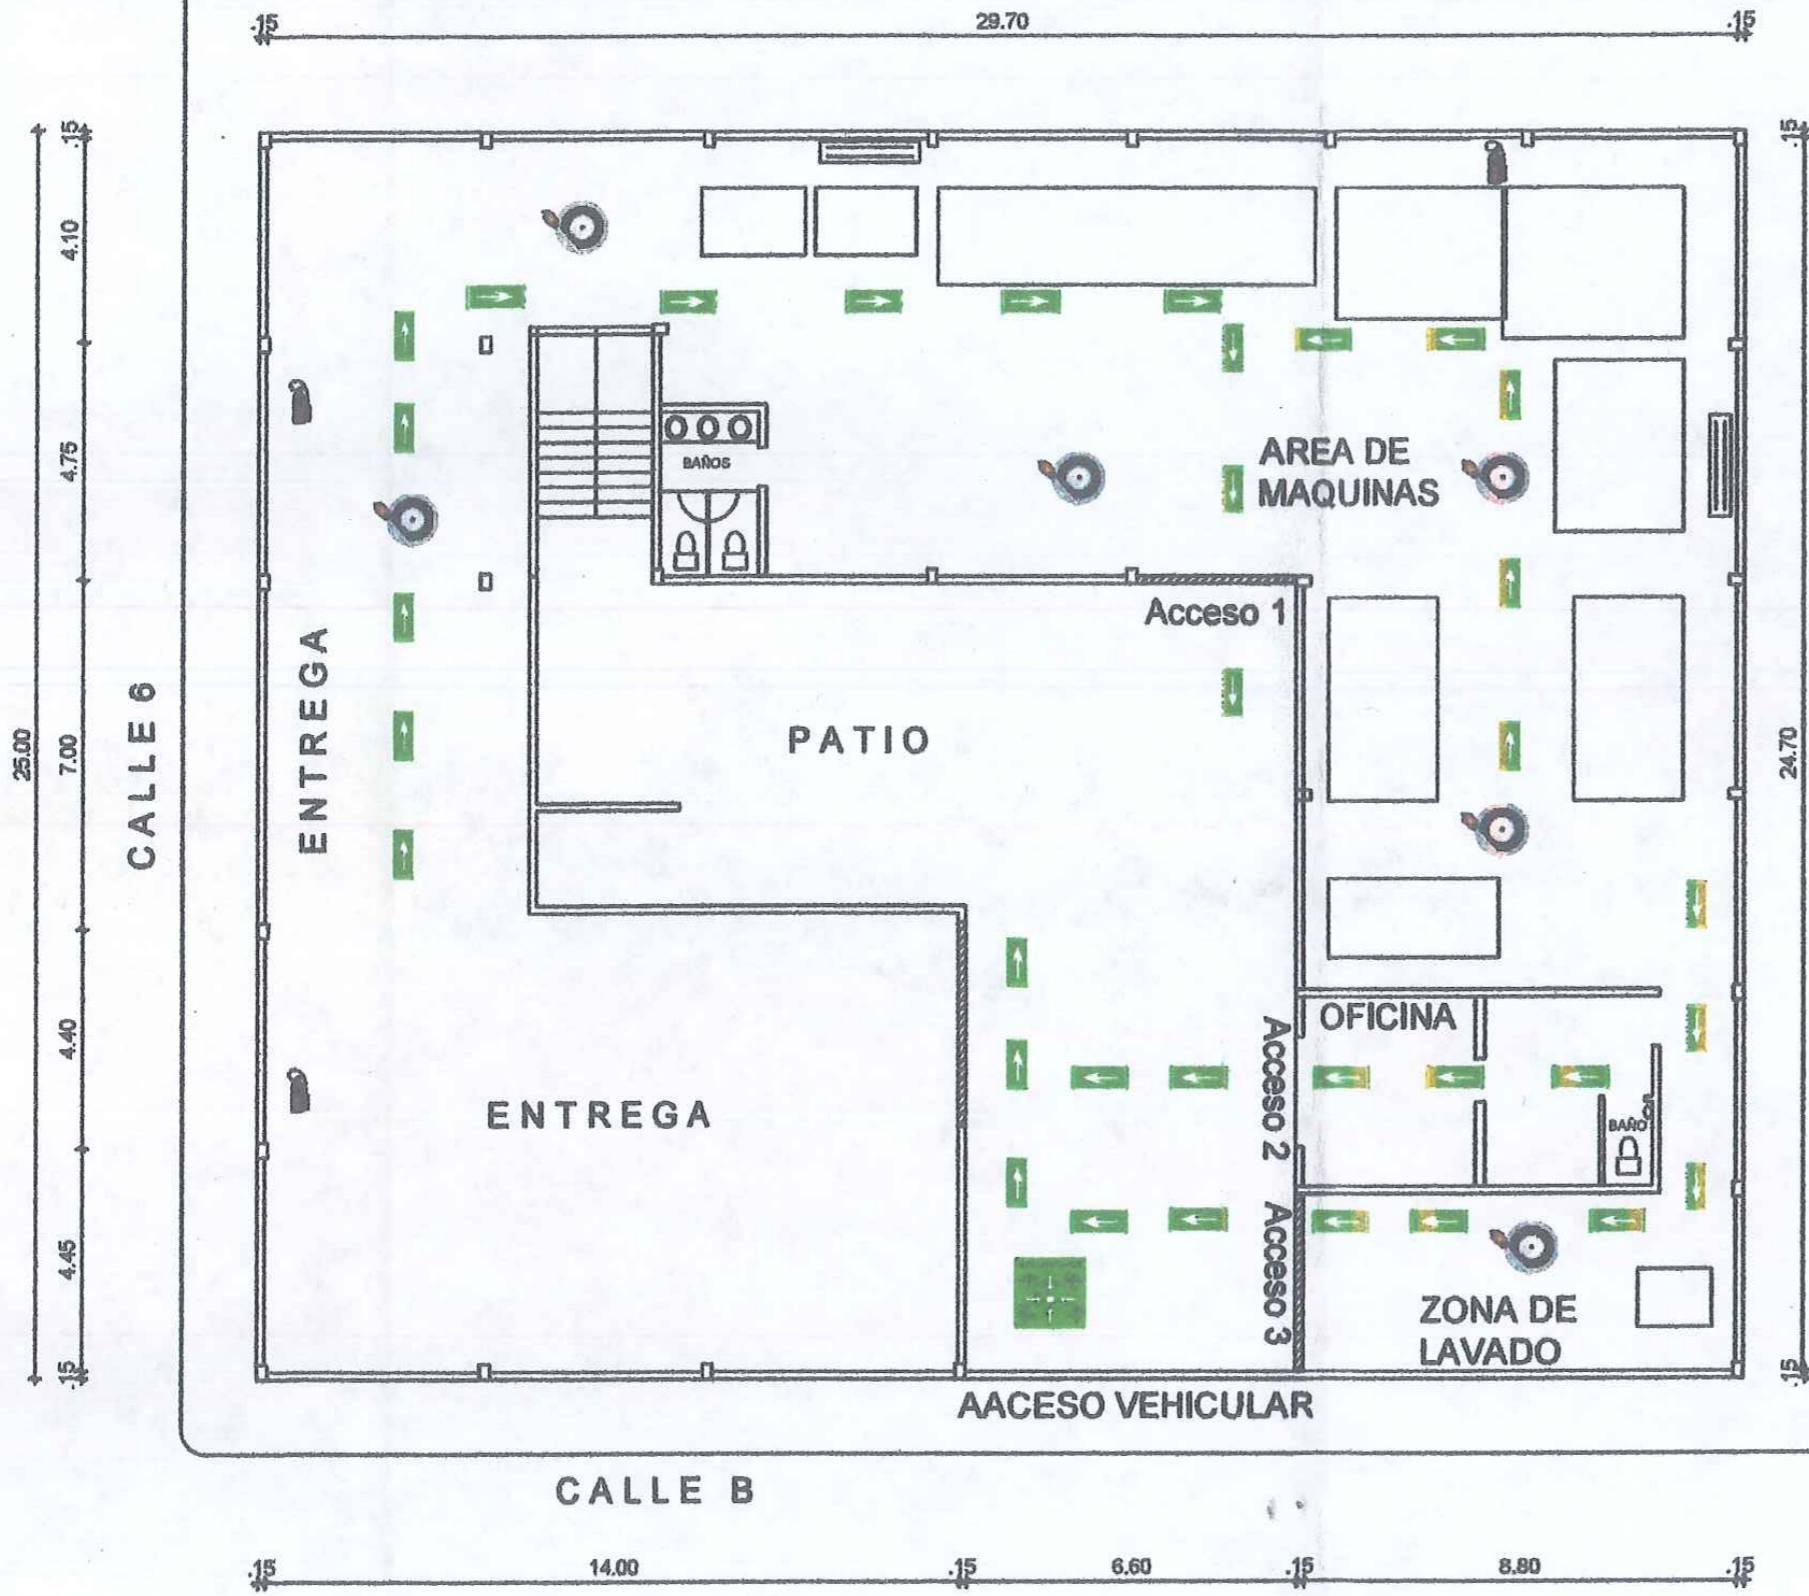 .15
29.70
.15
.15
4.10
4.75
7.00
25.00
4.40
4.45
.15
.15
24.70
.15
CALLE 6
ENTREGA
BAÑOS
AREA DE
MAQUINAS
Acceso 1
PATIO
OFICINA
Acceso 2
BAÑO
ENTREGA
Acceso 3
ZONA DE
LAVADO
AACESO VEHICULAR
CALLE B
.15
14.00
.15
6.60
.15
8.80
.15